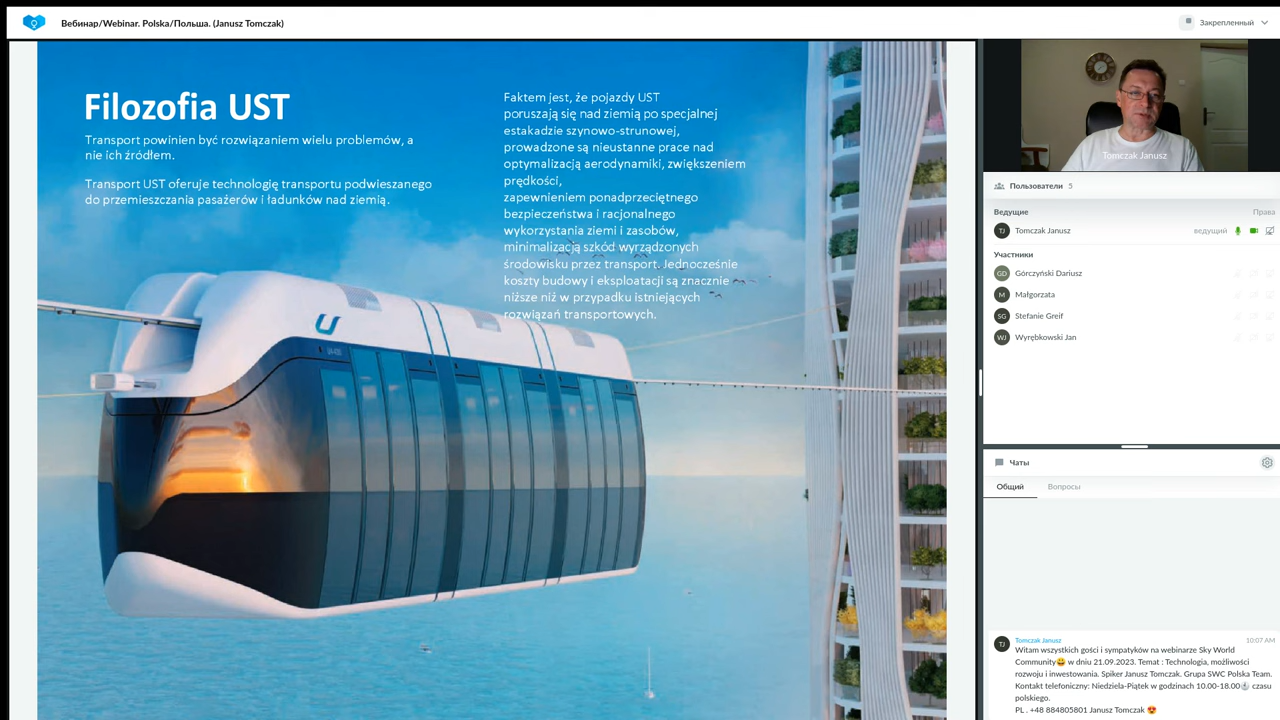 Вебинар/Webinar. Polska/Польша. (Janusz Tomczak)
Закрепленный
Filozofia UST
Transport powinien być rozwiązaniem wielu problemów, a
nie ich źródłem.
Transport UST oferuje technologię transportu podwieszanego
do przemieszczania pasażerów i ładunków nad ziemią.
Faktem jest, że pojazdy UST
poruszają się nad ziemią po specjalnej
estakadzie szynowo-strunowej,
prowadzone są nieustanne prace nad
optymalizacją aerodynamiki, zwiększeniem
prędkości,
zapewnieniem ponadprzeciętnego
bezpieczeństwa i racjonalnego
wykorzystania ziemi i zasobów,
minimalizacją szkód wyrządzonych
środowisku przez transport. Jednocześnie
koszty budowy i eksploatacji są znacznie
niższe niż w przypadku istniejących
rozwiązań transportowych.
Tomczak Janusz
Пользователи 5
Ведущие Права
TJ Tomczak Janusz ведущий
Участники
GD Górczyński Dariusz
M Małgorzata
SG Stefanie Greif
WJ Wyrębkowski Jan
Чаты
Общий Вопросы
TJ Tomczak Janusz 10:07 AM
Witam wszystkich gości i sympatyków na webinarze Sky World
Community😀 w dniu 21.09.2023. Temat : Technologia, możliwości
rozwoju i inwestowania. Spiker Janusz Tomczak. Grupa SWC Polska Team.
Kontakt telefoniczny: Niedziela-Piątek w godzinach 10.00-18.00 czasu
polskiego.
PL . +48 884805801 Janusz Tomczak 😍